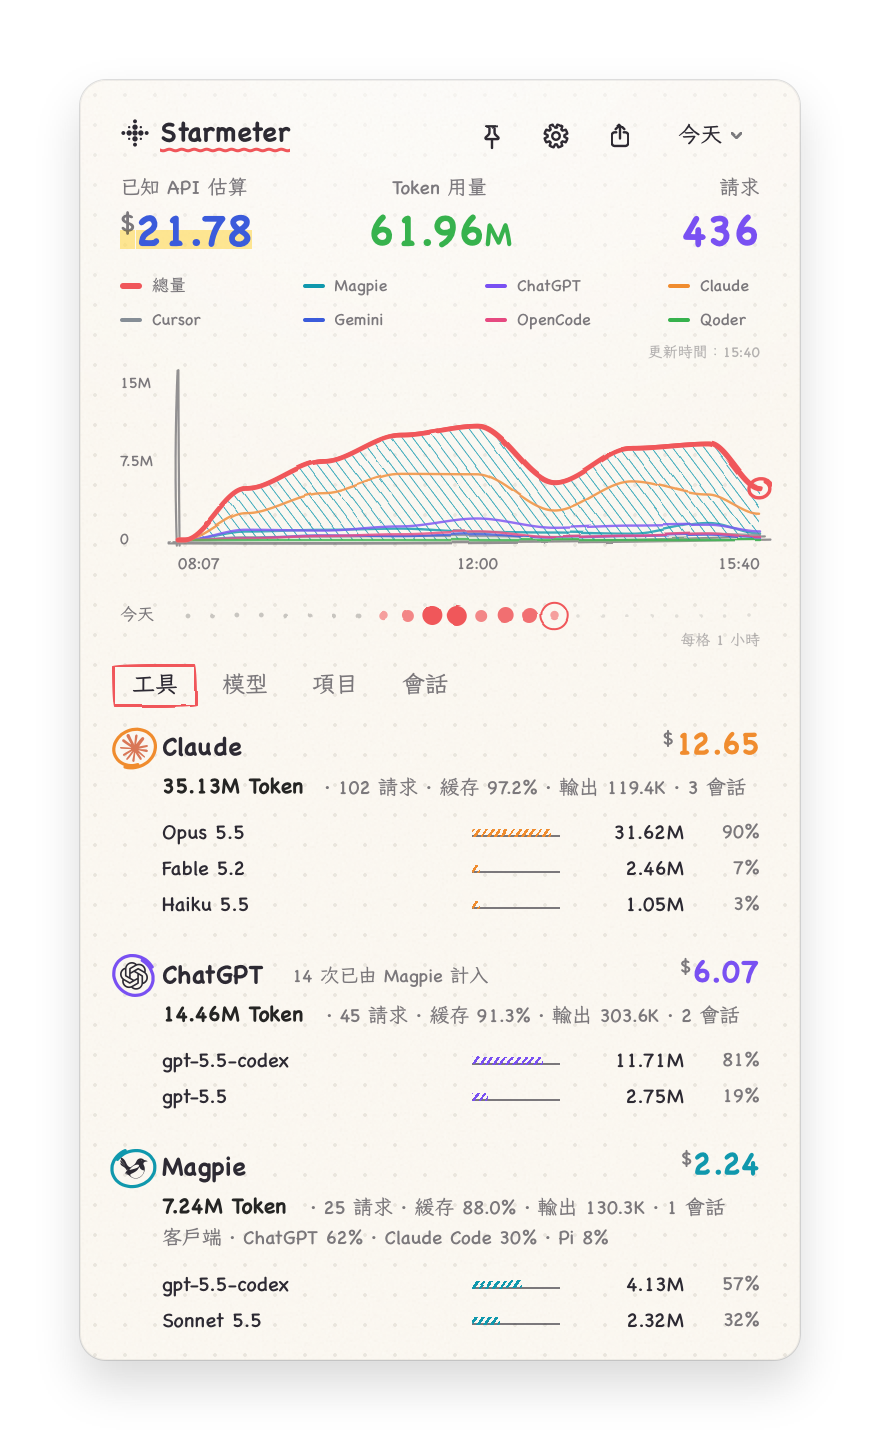 Starmeter
今天
已知 API 估算
Token 用量
請求
$21.78
61.96M
436
總量
Magpie
ChatGPT
Claude
Cursor
Gemini
OpenCode
Qoder
更新時間：15:40
15M
7.5M
0
08:07
12:00
15:40
今天
每格 1 小時
工具
模型
項目
會話
Claude
$12.65
35.13M Token · 102 請求 · 緩存 97.2% · 輸出 119.4K · 3 會話
Opus 5.5 31.62M 90%
Fable 5.2 2.46M 7%
Haiku 5.5 1.05M 3%
ChatGPT 14 次已由 Magpie 計入
$6.07
14.46M Token · 45 請求 · 緩存 91.3% · 輸出 303.6K · 2 會話
gpt-5.5-codex 11.71M 81%
gpt-5.5 2.75M 19%
Magpie
$2.24
7.24M Token · 25 請求 · 緩存 88.0% · 輸出 130.3K · 1 會話
客戶端 · ChatGPT 62% · Claude Code 30% · Pi 8%
gpt-5.5-codex 4.13M 57%
Sonnet 5.5 2.32M 32%